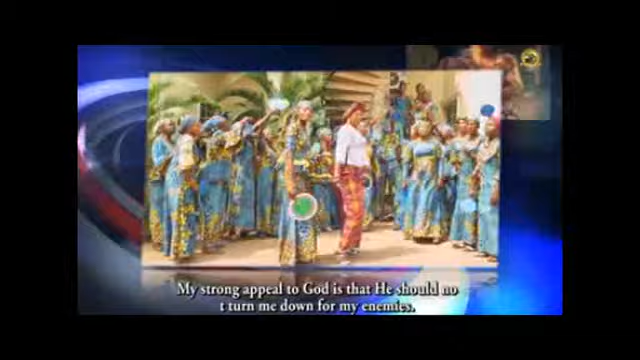 My strong appeal to God is that He should no
t turn me down for my enemies.